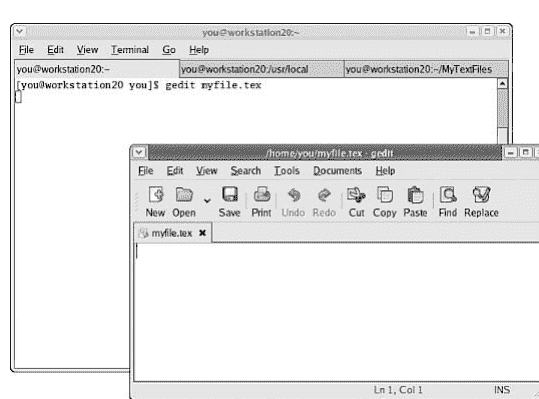 you@workstation20:~
File Edit View Terminal Go Help
you@workstation20:~ you@workstation20:/usr/local you@workstation20:~/MyTextFiles
[you@workstation20 you]$ gedit myfile.tex
/home/you/myfile.tex - gedit
File Edit View Search Tools Documents Help
New Open Save Print Undo Redo Cut Copy Paste Find Replace
myfile.tex
Ln 1, Col 1 INS